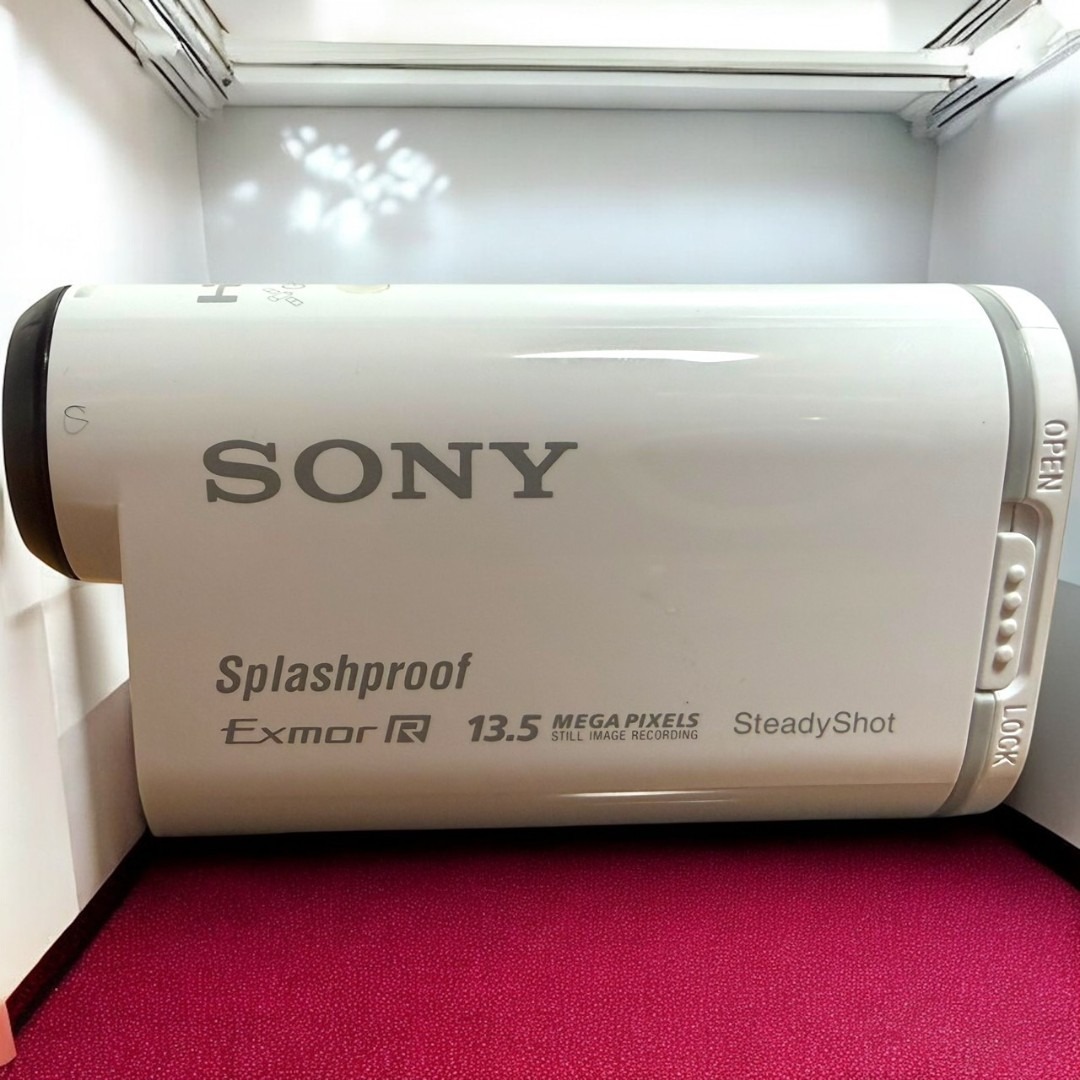 H
S
SONY
OPEN
Splashproof
Exmor R 13.5 MEGA PIXELS STEADYSHOT
STILL IMAGE RECORDING
LOCK